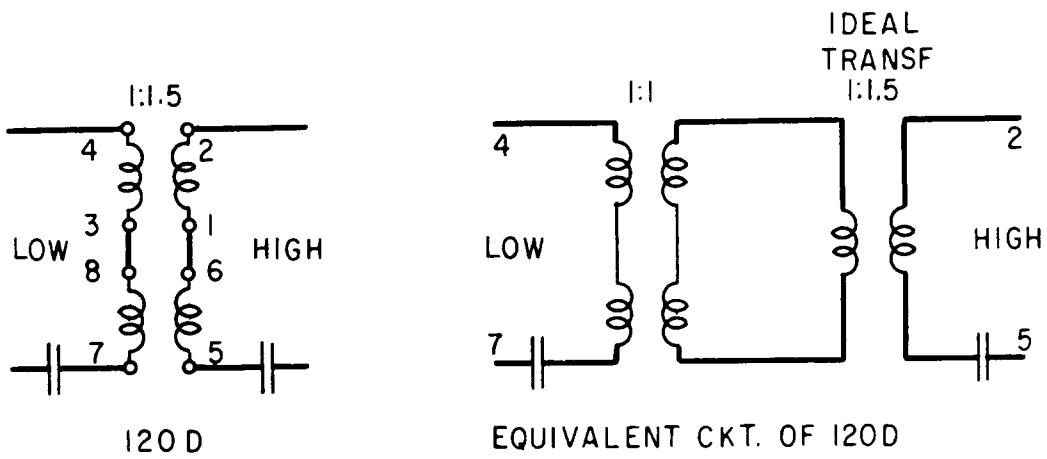 1:1.5
4
2
3
1
LOW
HIGH
8
6
7
5
120D
IDEAL
TRANSF
1:1
1:1.5
4
2
LOW
HIGH
7
5
EQUIVALENT CKT. OF 120D